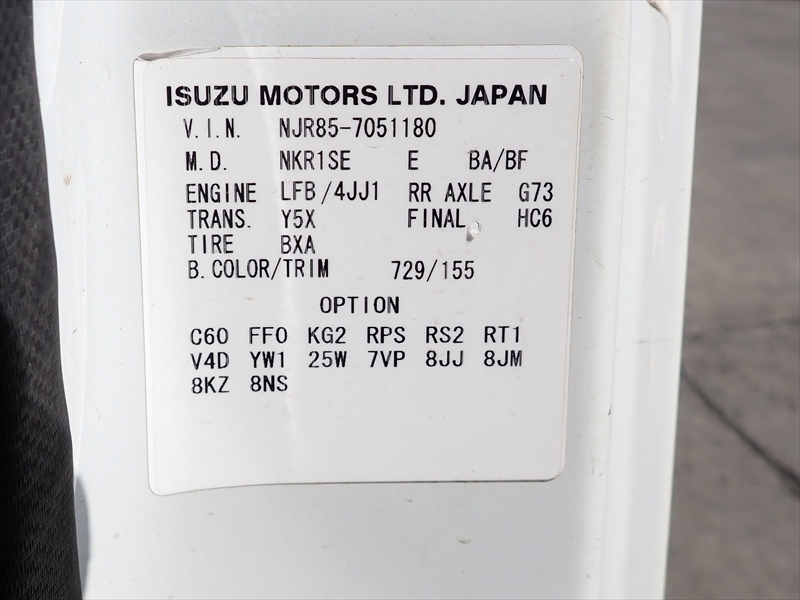 ISUZU MOTORS LTD. JAPAN
V.I.N. NJR85-7051180
M.D. NKR1SE E BA/BF
ENGINE LFB/4JJ1 RR AXLE G73
TRANS. Y5X FINAL HC6
TIRE BXA
B.COLOR/TRIM 729/155
OPTION
C60 FF0 KG2 RPS RS2 RT1
V4D YW1 25W 7VP 8JJ 8JM
8KZ 8NS